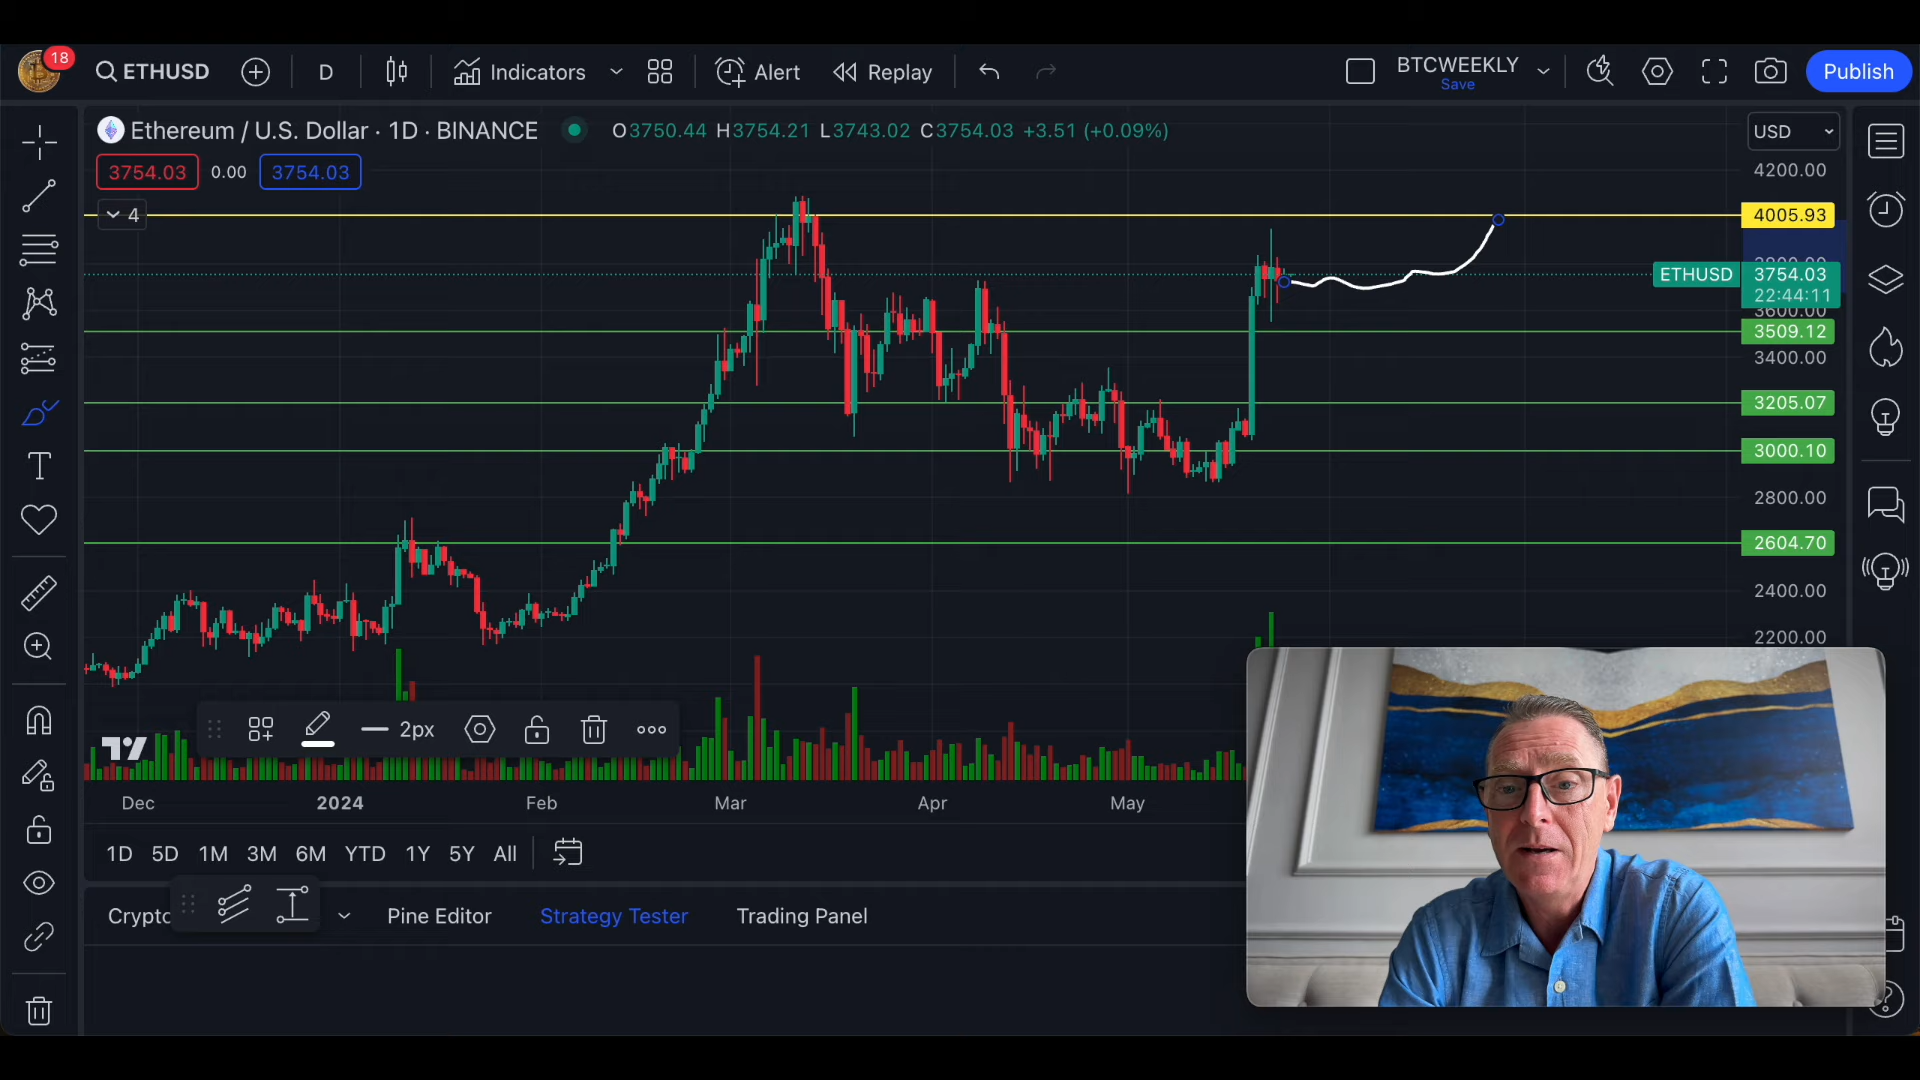 18
ETHUSD
D
Indicators
Alert
Replay
BTCWEEKLY
Save
Publish
Ethereum / U.S. Dollar · 1D · BINANCE
O3750.44 H3754.21 L3743.02 C3754.03 +3.51 (+0.09%)
USD
3754.03
0.00
3754.03
4200.00
4
4005.93
ETHUSD
3754.03
22:44:11
3600.00
3509.12
3400.00
3205.07
3000.10
2800.00
2604.70
2400.00
2200.00
2px
Dec
2024
Feb
Mar
Apr
May
1D
5D
1M
3M
6M
YTD
1Y
5Y
All
Crypto
Pine Editor
Strategy Tester
Trading Panel